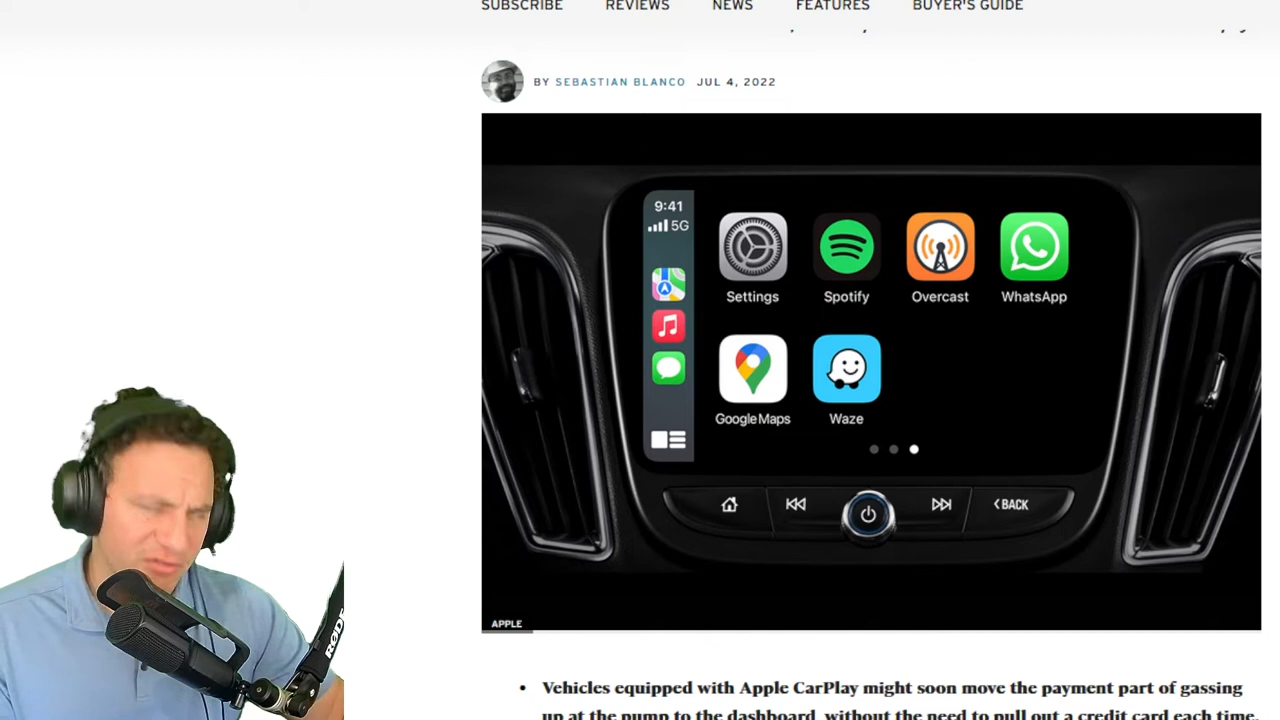 SUBSCRIBE REVIEWS NEWS FEATURES BUYER'S GUIDE
BY SEBASTIAN BLANCO JUL 4, 2022
9:41
5G
Settings Spotify Overcast WhatsApp
Google Maps Waze
<BACK
APPLE
RØDE
• Vehicles equipped with Apple CarPlay might soon move the payment part of gassing
up at the pump to the dashboard, without the need to pull out a credit card each time.